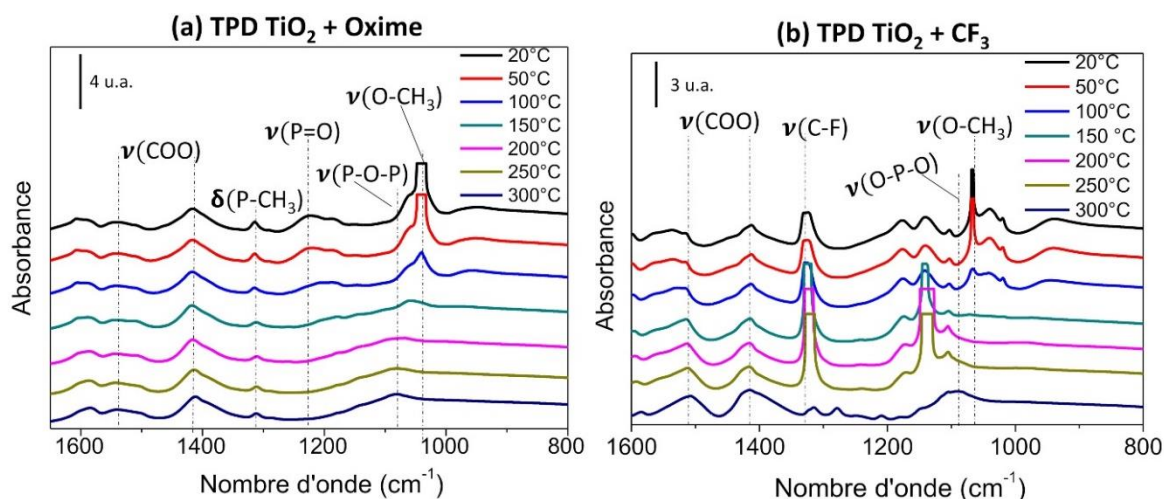 (a) TPD TiO₂ + Oxime
4 u.a.
20°C
50°C
100°C
150°C
200°C
250°C
300°C
ν(O-CH₃)
ν(P=O)
ν(COO)
ν(P-O-P)
δ(P-CH₃)
Absorbance
1600 1400 1200 1000 800
Nombre d'onde (cm⁻¹)
(b) TPD TiO₂ + CF₃
3 u.a.
20°C
50°C
100°C
150 °C
200°C
250°C
300°C
ν(COO)
ν(C-F)
ν(O-CH₃)
ν(O-P-O)
Absorbance
1600 1400 1200 1000 800
Nombre d'onde (cm⁻¹)